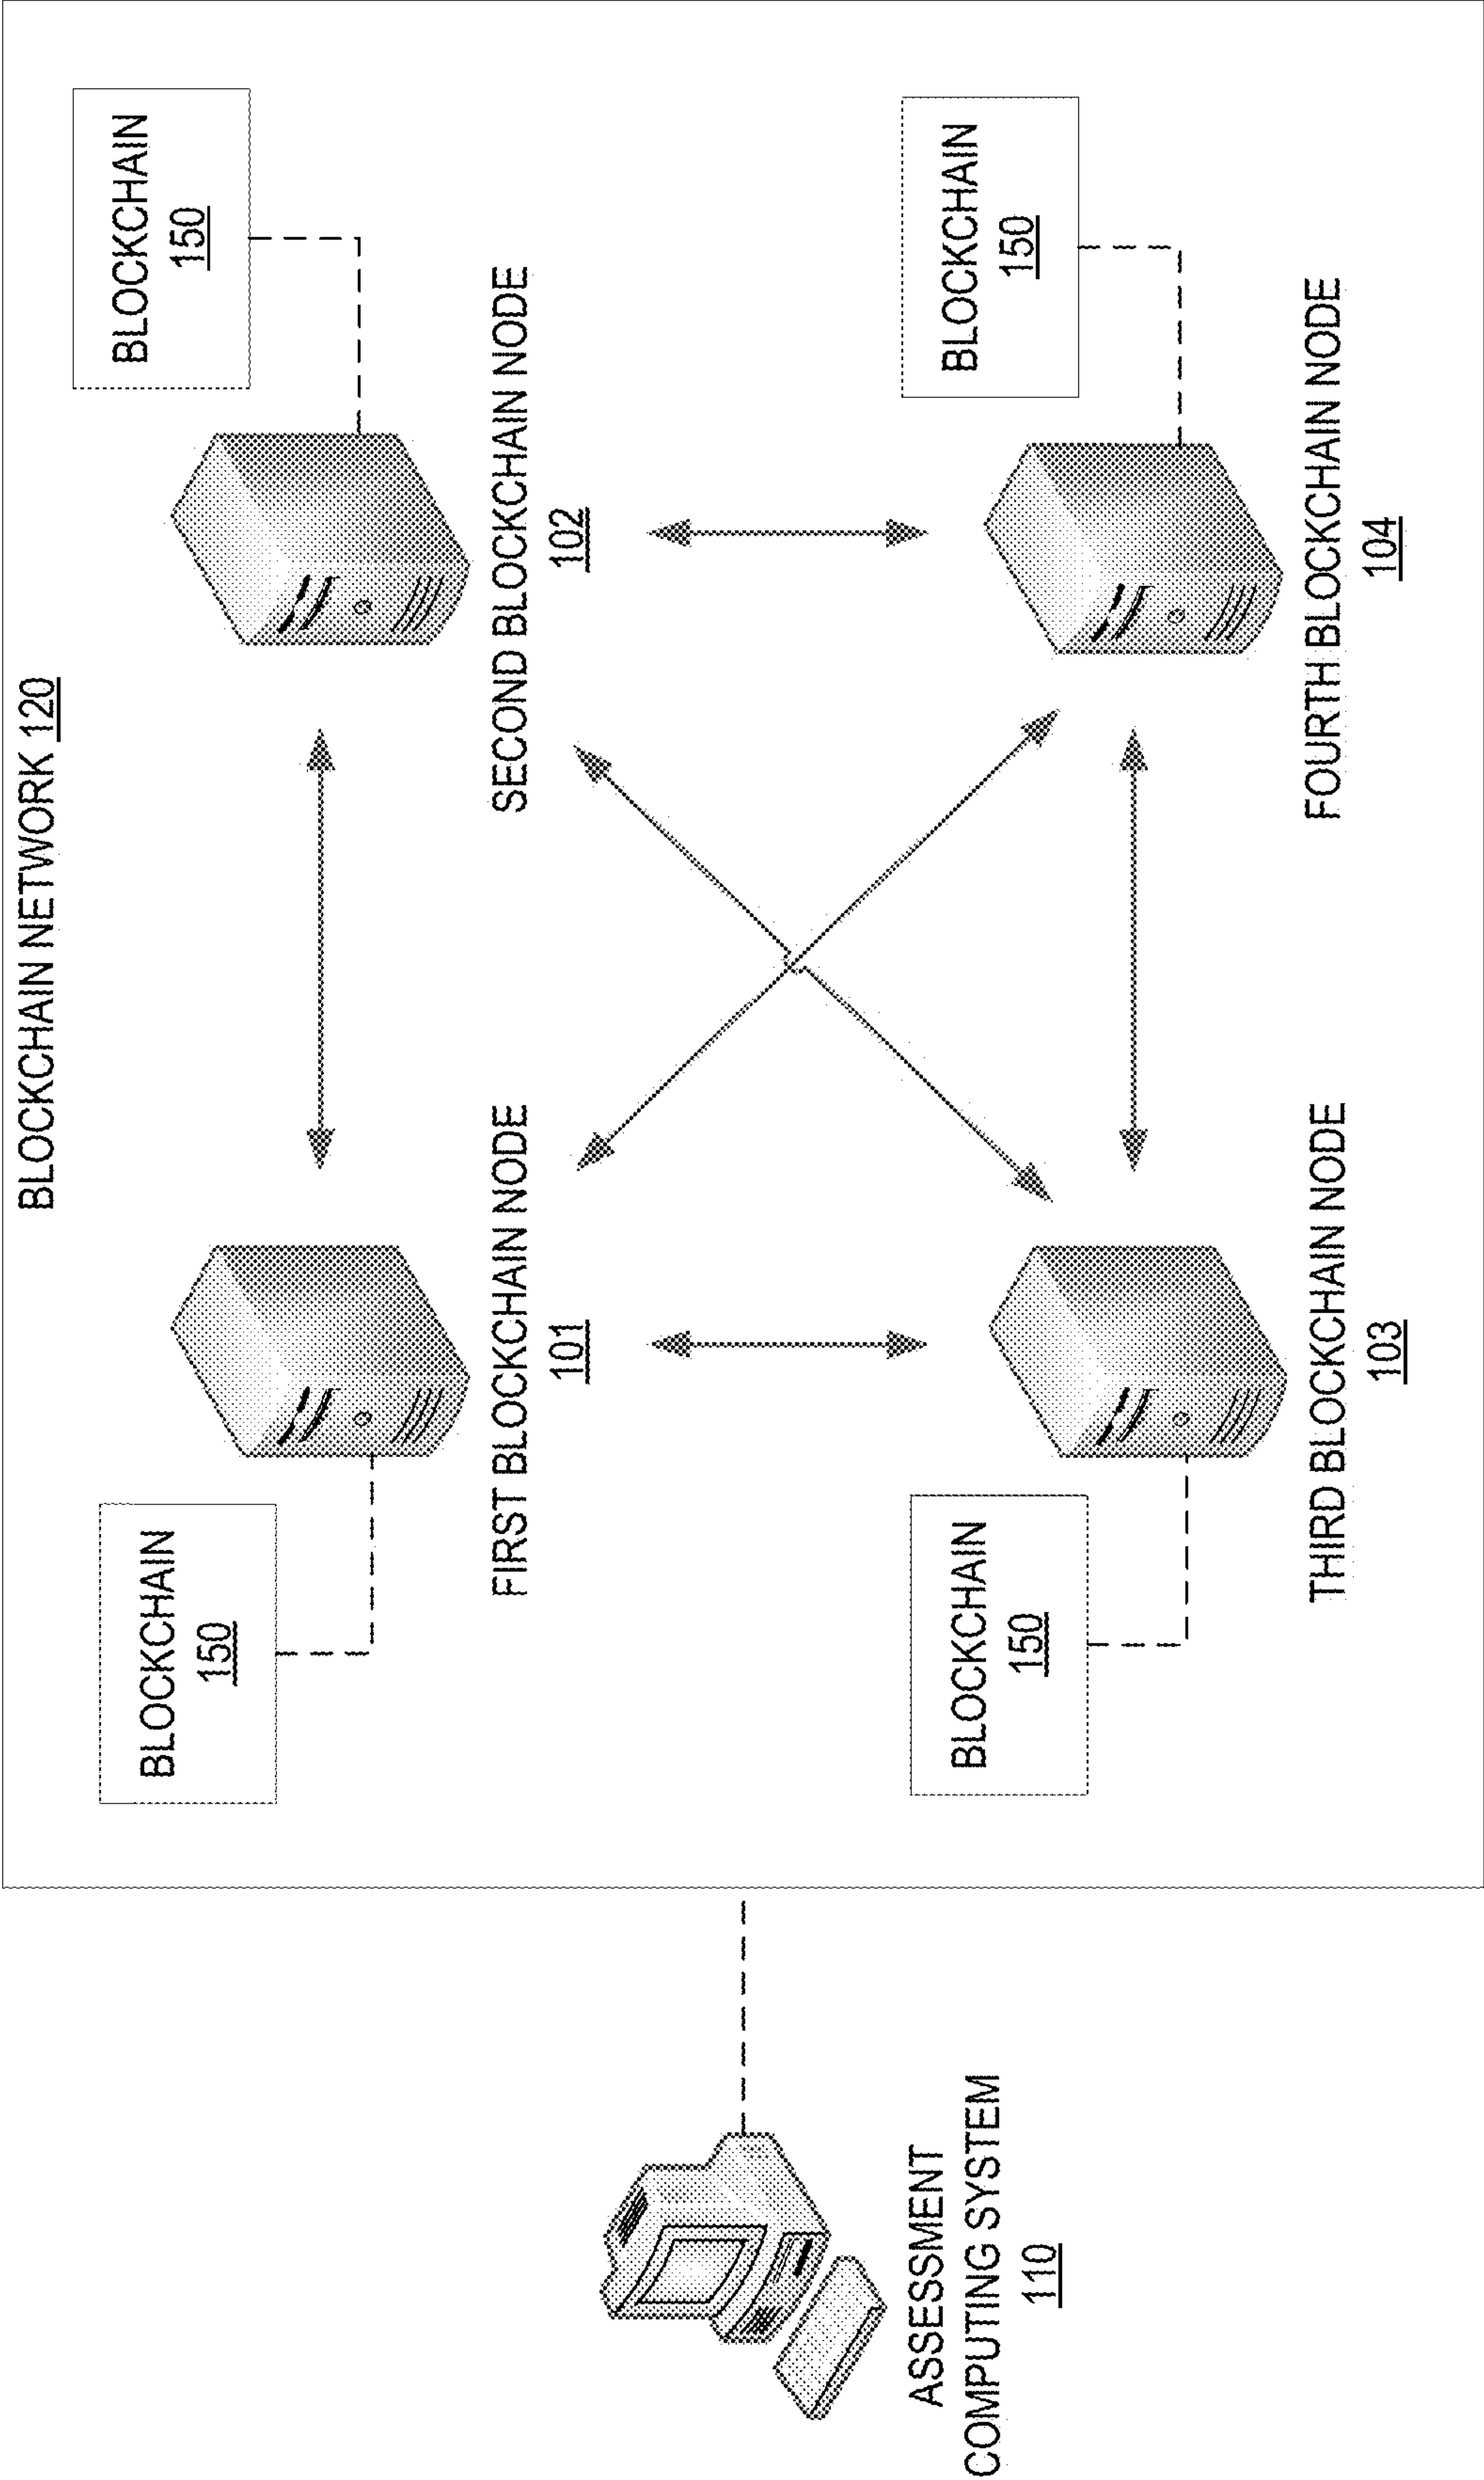 BLOCKCHAIN NETWORK 120
BLOCKCHAIN
150
FIRST BLOCKCHAIN NODE
101
BLOCKCHAIN
150
SECOND BLOCKCHAIN NODE
102
ASSESSMENT
COMPUTING SYSTEM
110
BLOCKCHAIN
150
THIRD BLOCKCHAIN NODE
103
BLOCKCHAIN
150
FOURTH BLOCKCHAIN NODE
104